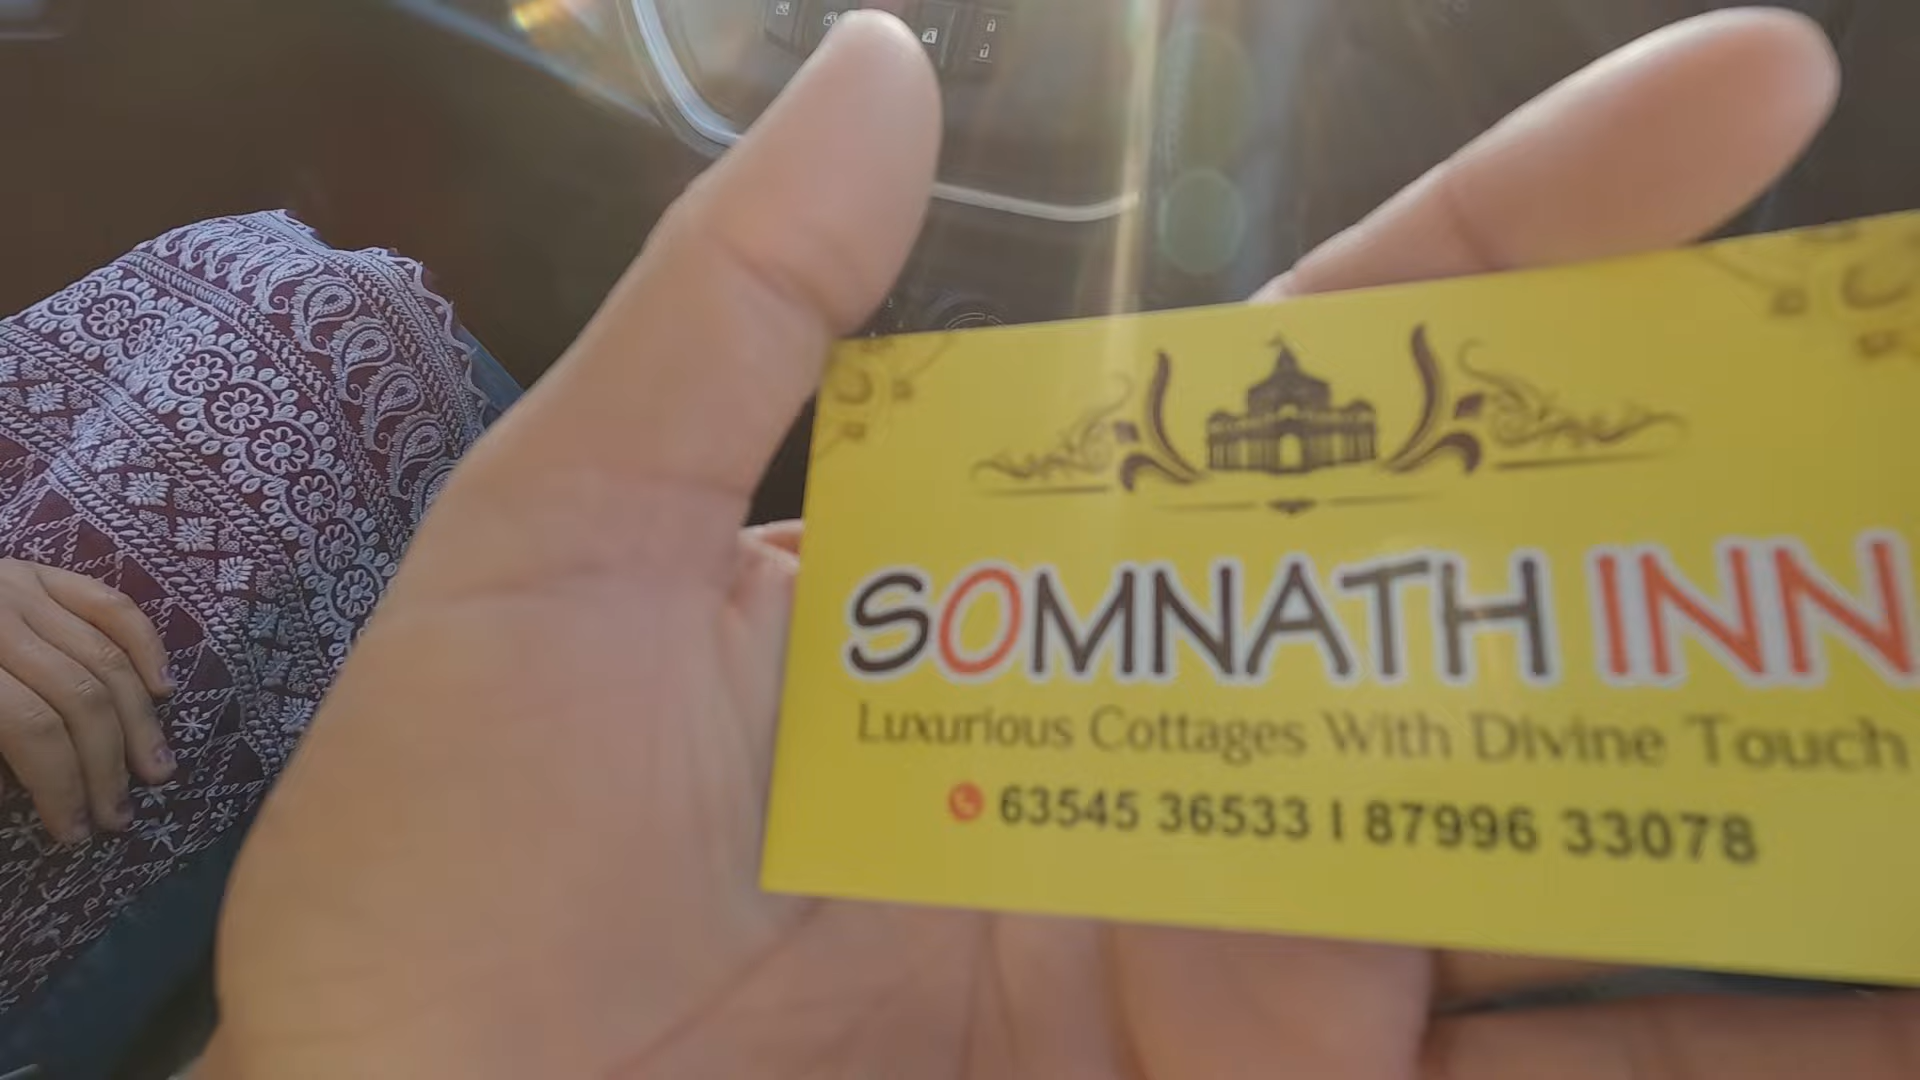 SOMNATH INN
Luxurious Cottages With Divine Touch
63545 36533 | 87996 33078